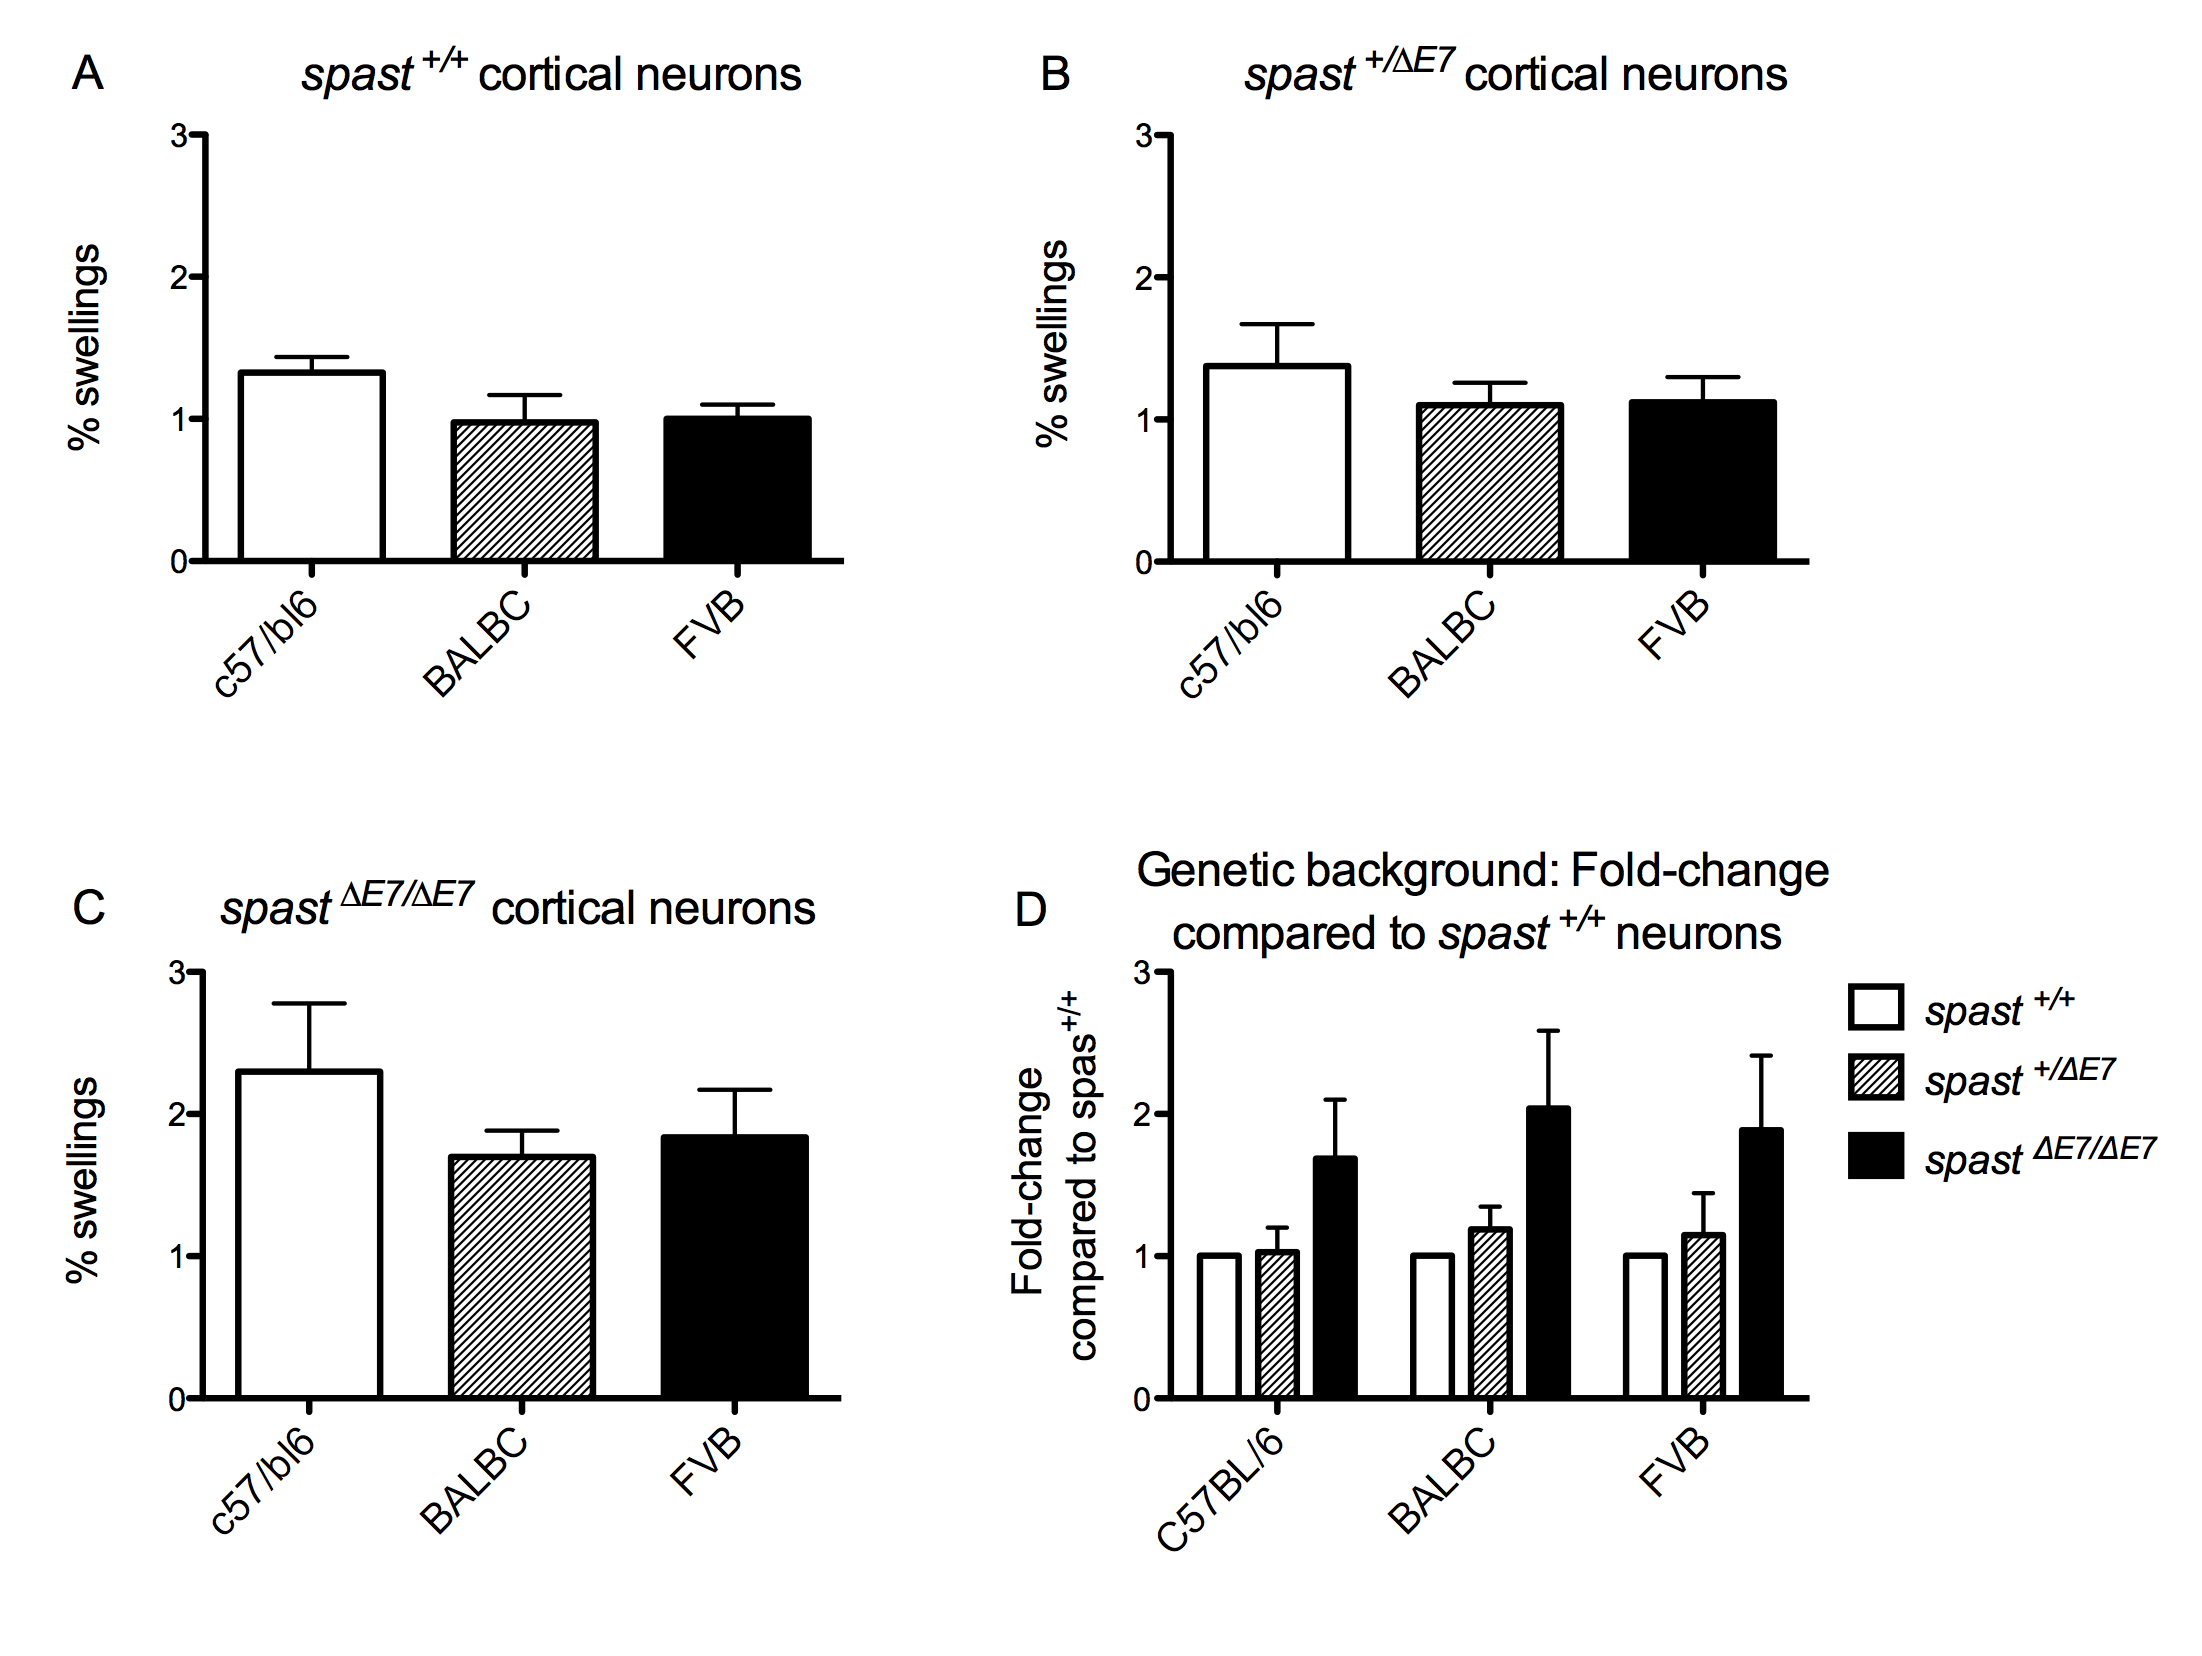 A
spast +/+ cortical neurons
% swellings
3
2
1
0
c57/bl6
BALBC
FVB
B
spast +/ΔE7 cortical neurons
% swellings
3
2
1
0
c57/bl6
BALBC
FVB
C
spast ΔE7/ΔE7 cortical neurons
% swellings
3
2
1
0
c57/bl6
BALBC
FVB
D
Genetic background: Fold-change
compared to spast +/+ neurons
Fold-change
compared to spas+/+
3
2
1
0
C57BL/6
BALBC
FVB
spast +/+
spast +/ΔE7
spast ΔE7/ΔE7